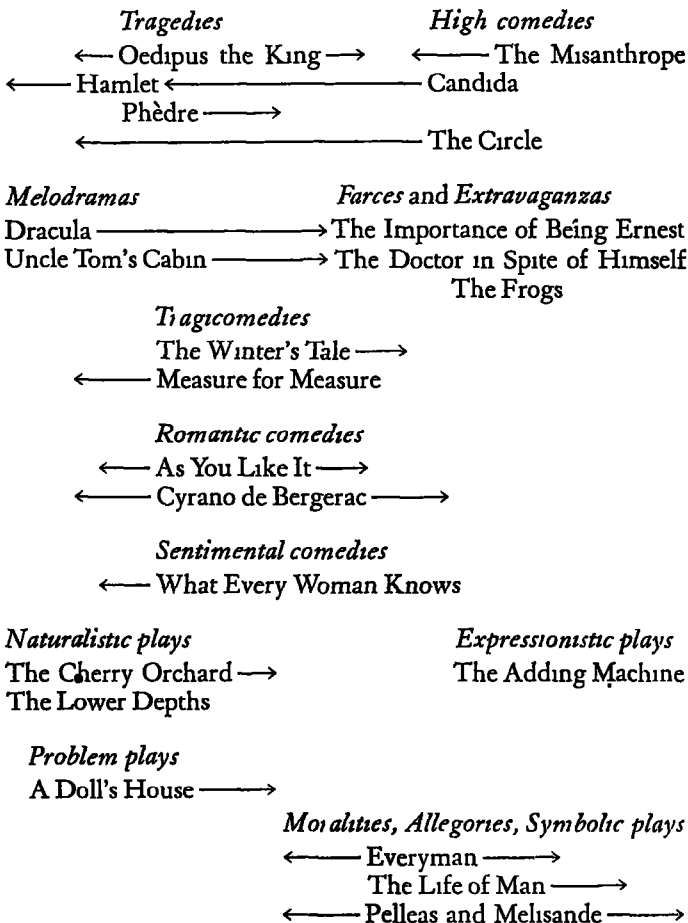 Tragedies High comedies
←— Oedipus the King —→ ←—— The Misanthrope
←—— Hamlet ←———————— Candida
Phèdre ——→
←———————————— The Circle
Melodramas Farces and Extravaganzas
Dracula ————————→ The Importance of Being Ernest
Uncle Tom's Cabin ————→ The Doctor in Spite of Himself
The Frogs
Tragicomedies
The Winter's Tale —→
←—— Measure for Measure
Romantic comedies
←— As You Like It —→
←—— Cyrano de Bergerac ——→
Sentimental comedies
←— What Every Woman Knows
Naturalistic plays Expressionistic plays
The Cherry Orchard —→ The Adding Machine
The Lower Depths
Problem plays
A Doll's House ——→
Moralities, Allegories, Symbolic plays
←—— Everyman ——→
The Life of Man ——→
←—— Pelleas and Melisande ——→